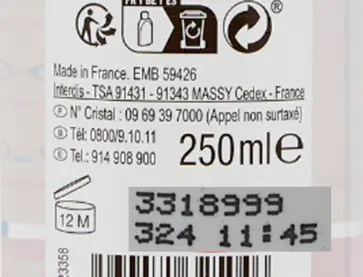 Made in France. EMB 59426
Interdis - TSA 91431 - 91343 MASSY Cedex - France
N° Cristal : 09 69 39 7000 (Appel non surtaxé)
Tél: 0800/9.10.11
Tel.: 914 908 900
250ml℮
12 M
3318999
324 11:45